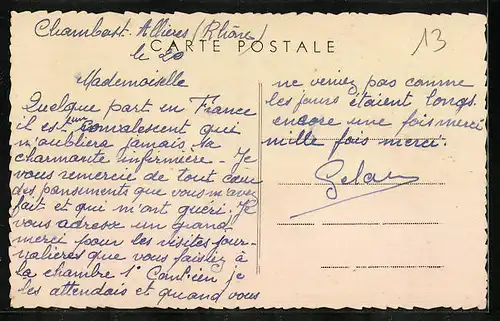 Chambost-Allières (Rhône)
le 20
CARTE POSTALE
13
Mademoiselle
Quelque part en France
il est un convalescent qui
n'oubliera jamais sa
charmante infirmière. Je
vous remercie de tout cœur
des pansements que vous m'avez
fait et qui m'ont guéri. Je
vous adresse un grand
merci pour les visites jour-
nalières que vous faisiez à
la chambre 1. Combien je
les attendais et quand vous
ne veniez pas comme
les jours étaient longs.
encore une fois merci
mille fois merci.